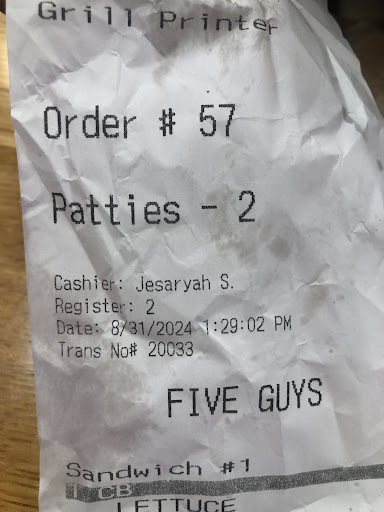 Grill Printer
Order # 57
Patties - 2
Cashier: Jesaryah S.
Register: 2
Date: 8/31/2024 1:29:02 PM
Trans No# 20033
FIVE GUYS
Sandwich #1
1 CB
LETTUCE